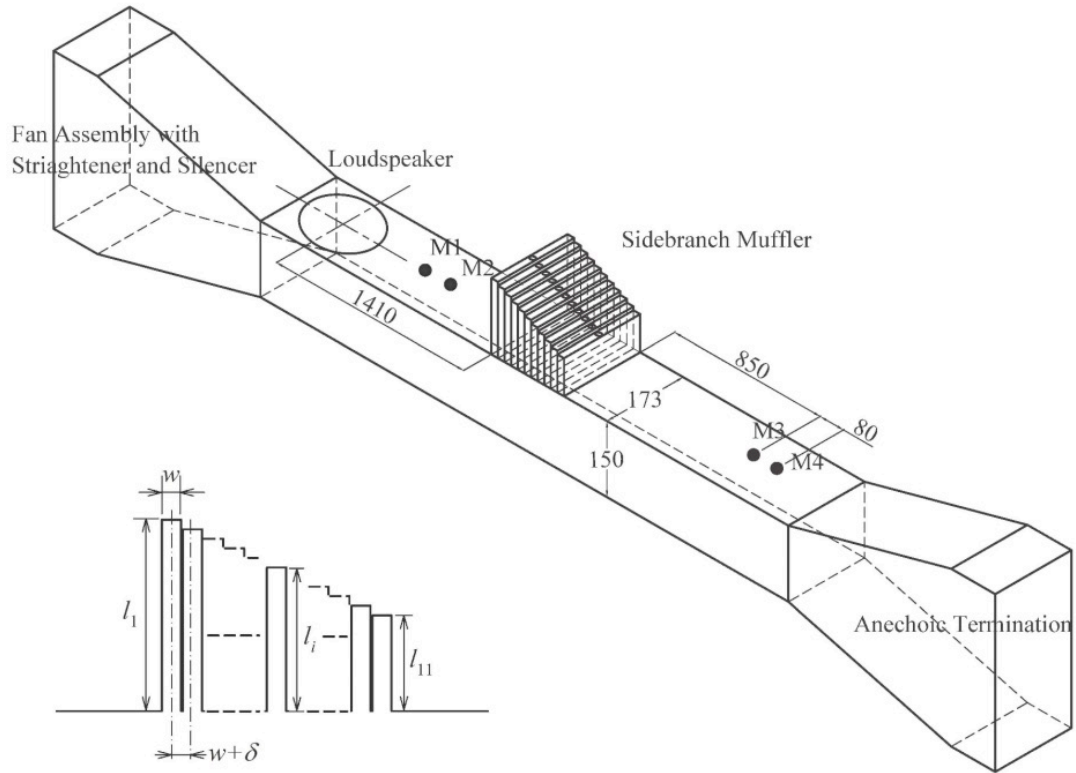 Fan Assembly with
Striaghtener and Silencer
Loudspeaker
M1
M2
Sidebranch Muffler
1410
850
173
80
M3
M4
150
w
l1
li
l11
w+δ
Anechoic Termination